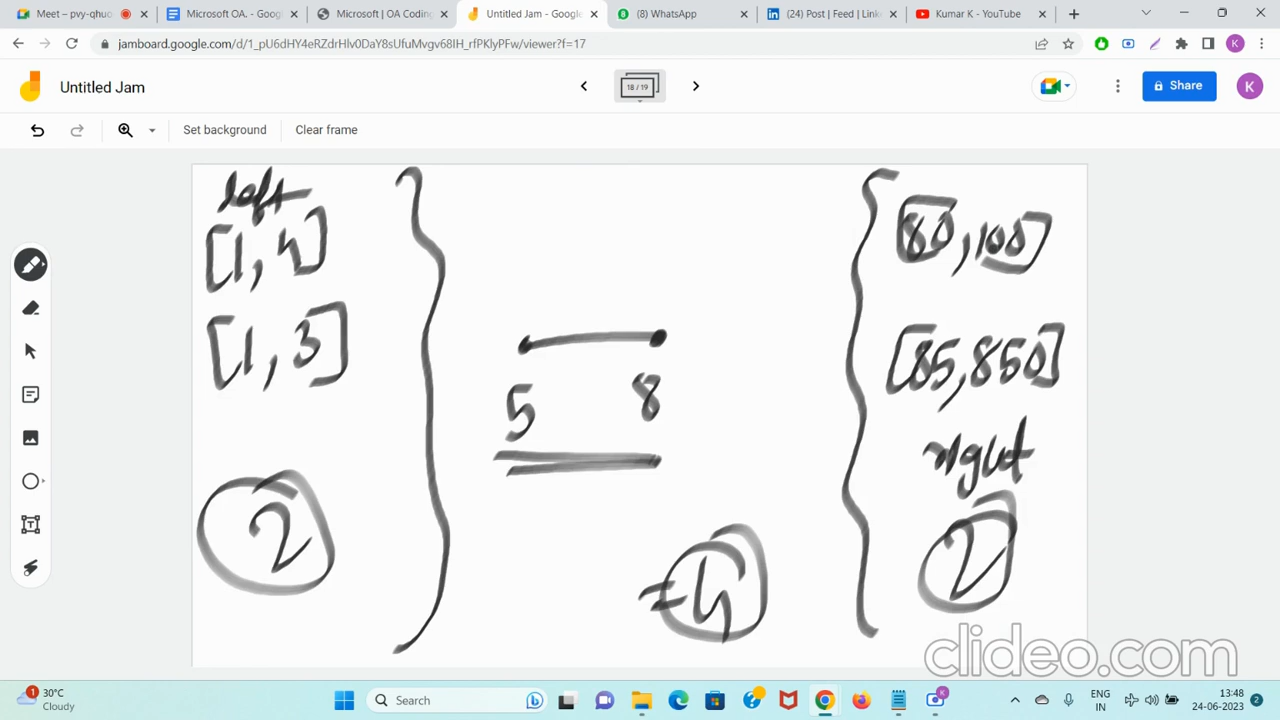 Meet – pvy-qhuo
Microsoft OA. - Goog
Microsoft | OA Coding
Untitled Jam - Google
(8) WhatsApp
(24) Post | Feed | Linke
Kumar K - YouTube
jamboard.google.com/d/1_pU6dHY4eRZdrHlv0DaY8sUfuMvgv68IH_rfPKlyPFw/viewer?f=17
K
Untitled Jam
18 / 19
Share
K
Set background
Clear frame
left
[1, 4]
[1, 3]
2
5 8
= 4
[80, 100]
[85, 850]
right
2
clideo.com
1
30°C
Cloudy
Search
ENG
IN
13:48
24-06-2023
2